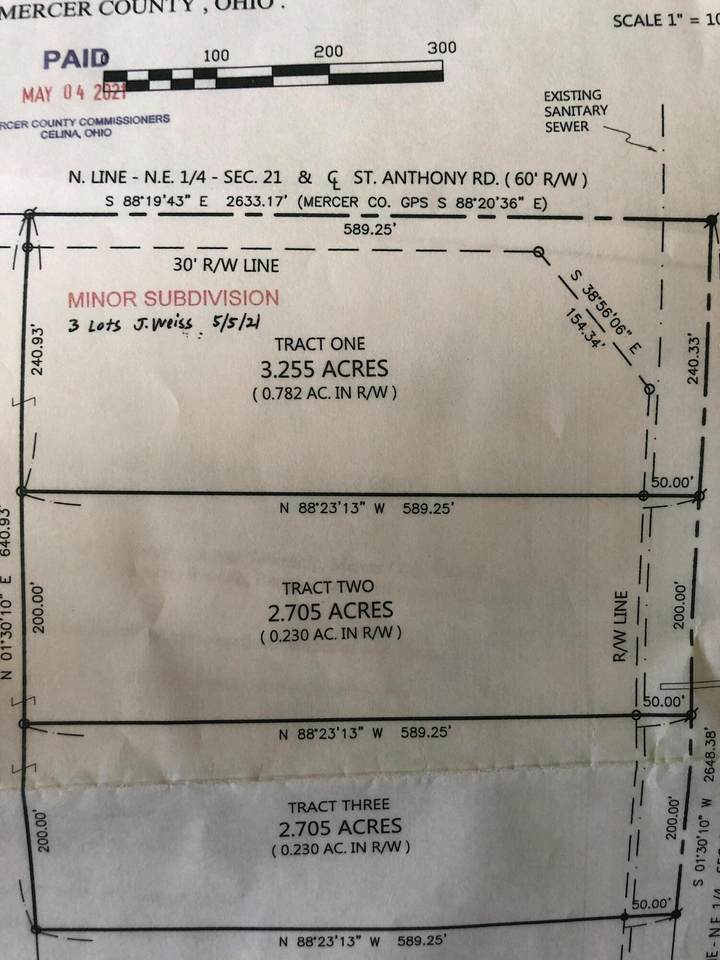 MERCER COUNTY , OHIO .
SCALE 1" = 10
PAID
0 100 200 300
MAY 04 2021
RCER COUNTY COMMISSIONERS
CELINA, OHIO
EXISTING
SANITARY
SEWER
N. LINE - N.E. 1/4 - SEC. 21 & ℄ ST. ANTHONY RD. ( 60' R/W )
S 88°19'43" E 2633.17' (MERCER CO. GPS S 88°20'36" E)
589.25'
30' R/W LINE
S 38°56'06" E
154.34'
MINOR SUBDIVISION
3 Lots J. Weiss 5/5/21
TRACT ONE
3.255 ACRES
( 0.782 AC. IN R/W )
240.93'
240.33'
50.00'
N 88°23'13" W 589.25'
N 01°30'10" E 640.93'
200.00'
TRACT TWO
2.705 ACRES
( 0.230 AC. IN R/W )
R/W LINE
200.00'
50.00'
N 88°23'13" W 589.25'
S 01°30'10" W 2648.38'
200.00'
TRACT THREE
2.705 ACRES
( 0.230 AC. IN R/W )
200.00'
50.00'
N 88°23'13" W 589.25'
E - N.E. 1/4